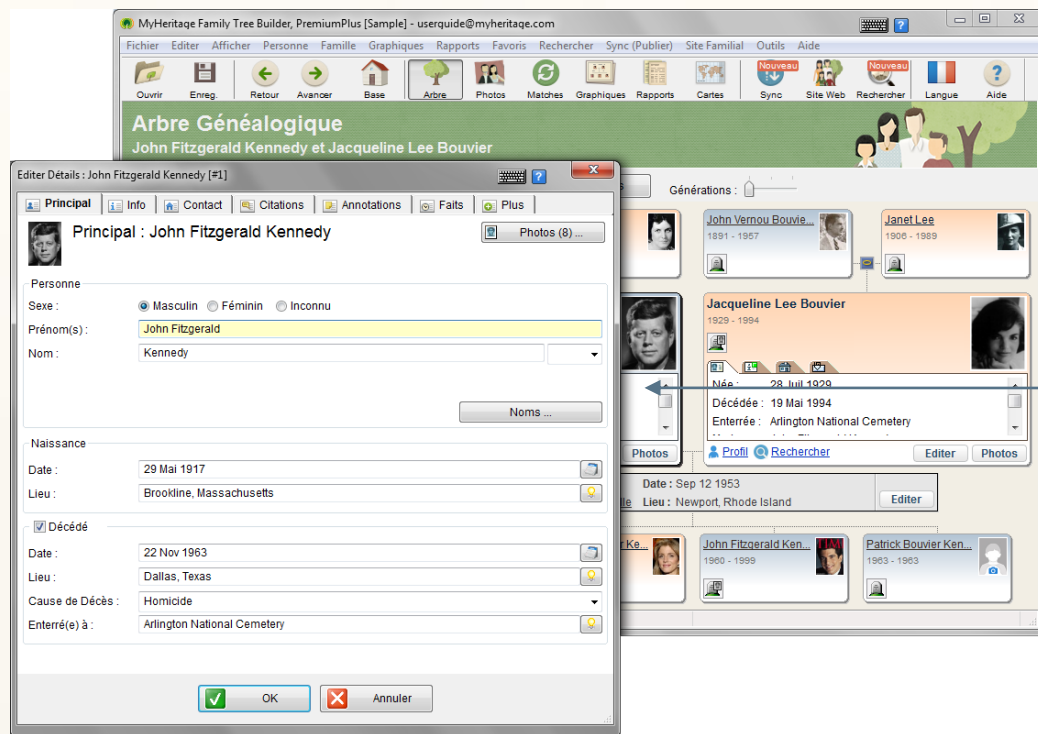 MyHeritage Family Tree Builder, PremiumPlus [Sample] - userquide@myheritage.com
Fichier Editer Afficher Personne Famille Graphiques Rapports Favoris Rechercher Sync (Publier) Site Familial Outils Aide
Nouveau Nouveau
Ouvrir Enreg. Retour Avancer Base Arbre Photos Matches Graphiques Rapports Cartes Sync Site Web Rechercher Langue Aide
Arbre Généalogique
John Fitzgerald Kennedy et Jacqueline Lee Bouvier
Générations :
John Vernou Bouvie...
1891 - 1957
Janet Lee
1906 - 1989
Jacqueline Lee Bouvier
1929 - 1994
Née : 28 Juil 1929
Décédée : 19 Mai 1994
Enterrée : Arlington National Cemetery
Photos
Profil Rechercher Editer Photos
Date : Sep 12 1953
Lieu : Newport, Rhode Island
Editer
Ke...
John Fitzgerald Ken...
1960 - 1999
Patrick Bouvier Ken...
1963 - 1963
Editer Détails : John Fitzgerald Kennedy [#1]
Principal Info Contact Citations Annotations Faits Plus
Principal : John Fitzgerald Kennedy
Photos (8) ...
Personne
Sexe : Masculin Féminin Inconnu
Prénom(s) : John Fitzgerald
Nom : Kennedy
Noms ...
Naissance
Date : 29 Mai 1917
Lieu : Brookline, Massachusetts
Décédé
Date : 22 Nov 1963
Lieu : Dallas, Texas
Cause de Décès : Homicide
Enterré(e) à : Arlington National Cemetery
OK Annuler